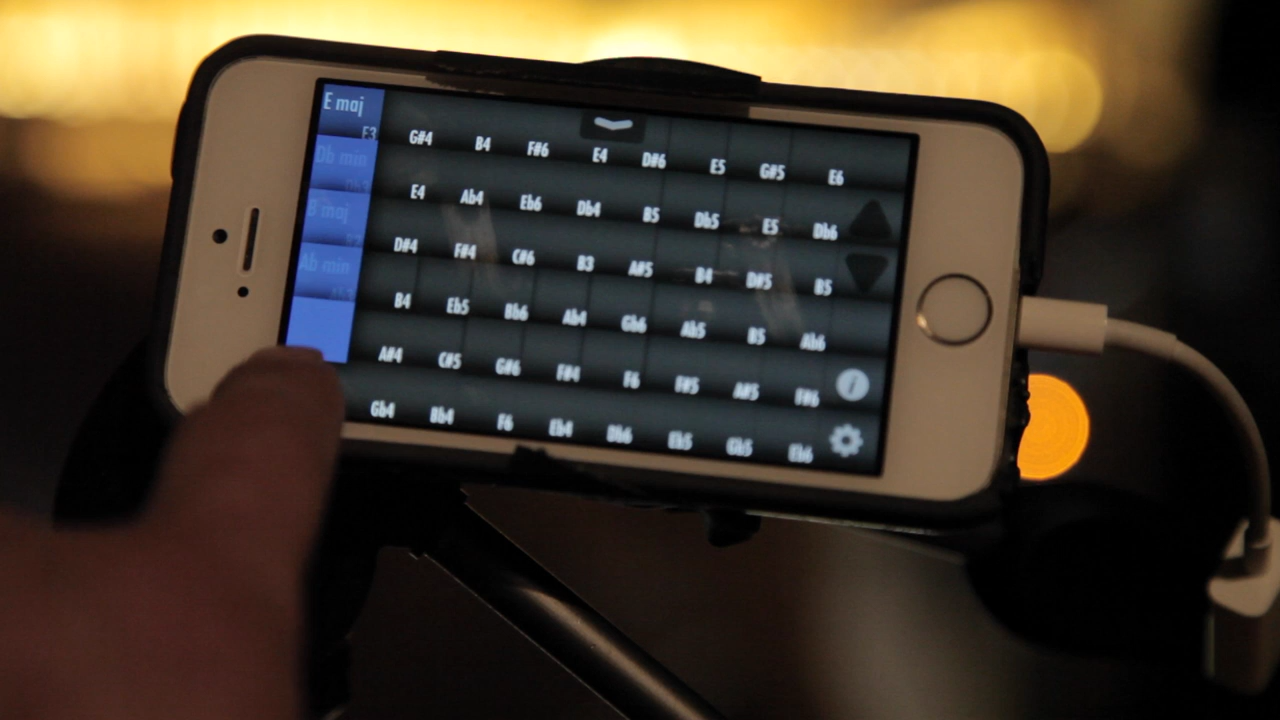 E maj
E3
G#4 B4 F#6 E4 D#6 E5 G#5 E6
Db min
E4 Ab4 Eb6 Db4 B5 Db5 E5 Db6
B maj
D#4 F#4 C#6 B3 A#5 B4 D#5 B5
Ab min
B4 Eb5 Bb6 Ab4 Gb6 Ab5 B5 Ab6
A#4 C#5 G#6 F#4 F6 F#5 A#5 F#6
i
Gb4 Bb4 F6 Eb4 Db6 Eb5 Gb5 Eb6